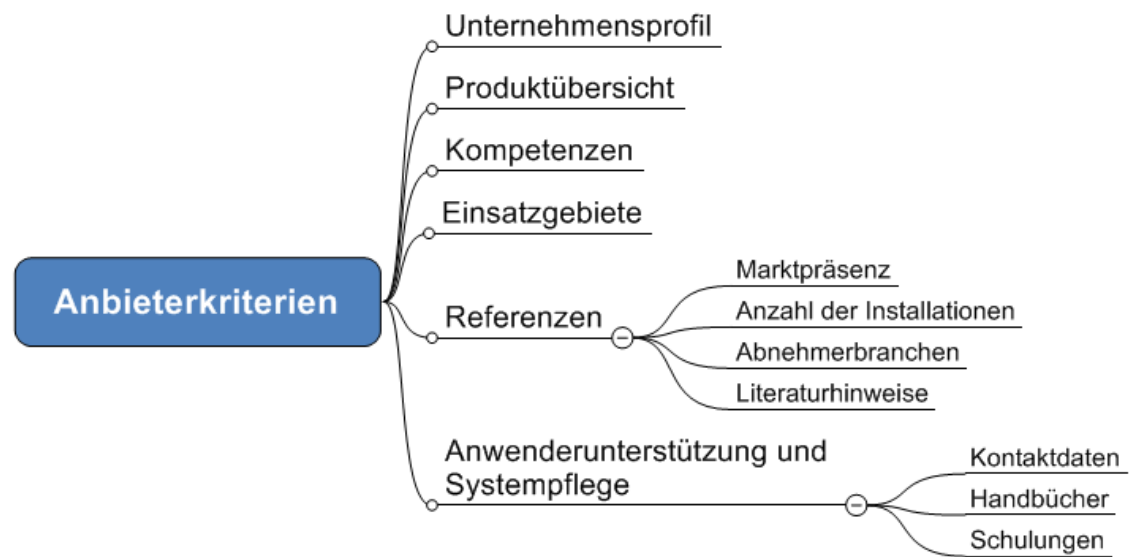 Unternehmensprofil
Produktübersicht
Kompetenzen
Einsatzgebiete
Anbieterkriterien
Referenzen
Marktpräsenz
Anzahl der Installationen
Abnehmerbranchen
Literaturhinweise
Anwenderunterstützung und
Systempflege
Kontaktdaten
Handbücher
Schulungen